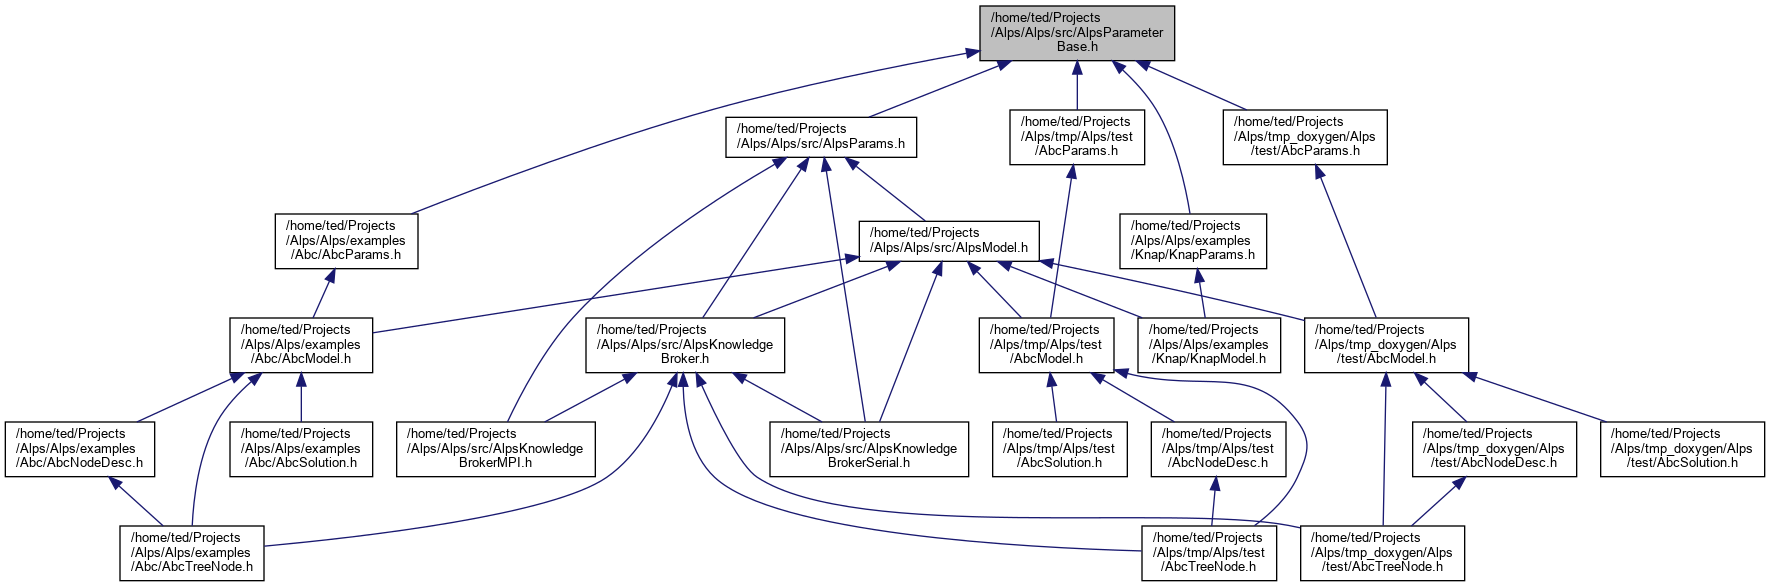 /home/ted/Projects
/Alps/Alps/src/AlpsParameter
Base.h
/home/ted/Projects
/Alps/Alps/src/AlpsParams.h
/home/ted/Projects
/Alps/tmp/Alps/test
/AbcParams.h
/home/ted/Projects
/Alps/tmp_doxygen/Alps
/test/AbcParams.h
/home/ted/Projects
/Alps/Alps/examples
/Abc/AbcParams.h
/home/ted/Projects
/Alps/Alps/src/AlpsModel.h
/home/ted/Projects
/Alps/Alps/examples
/Knap/KnapParams.h
/home/ted/Projects
/Alps/Alps/examples
/Abc/AbcModel.h
/home/ted/Projects
/Alps/Alps/src/AlpsKnowledge
Broker.h
/home/ted/Projects
/Alps/tmp/Alps/test
/AbcModel.h
/home/ted/Projects
/Alps/Alps/examples
/Knap/KnapModel.h
/home/ted/Projects
/Alps/tmp_doxygen/Alps
/test/AbcModel.h
/home/ted/Projects
/Alps/Alps/examples
/Abc/AbcNodeDesc.h
/home/ted/Projects
/Alps/Alps/examples
/Abc/AbcSolution.h
/home/ted/Projects
/Alps/Alps/src/AlpsKnowledge
BrokerMPI.h
/home/ted/Projects
/Alps/Alps/src/AlpsKnowledge
BrokerSerial.h
/home/ted/Projects
/Alps/tmp/Alps/test
/AbcSolution.h
/home/ted/Projects
/Alps/tmp/Alps/test
/AbcNodeDesc.h
/home/ted/Projects
/Alps/tmp_doxygen/Alps
/test/AbcNodeDesc.h
/home/ted/Projects
/Alps/tmp_doxygen/Alps
/test/AbcSolution.h
/home/ted/Projects
/Alps/Alps/examples
/Abc/AbcTreeNode.h
/home/ted/Projects
/Alps/tmp/Alps/test
/AbcTreeNode.h
/home/ted/Projects
/Alps/tmp_doxygen/Alps
/test/AbcTreeNode.h